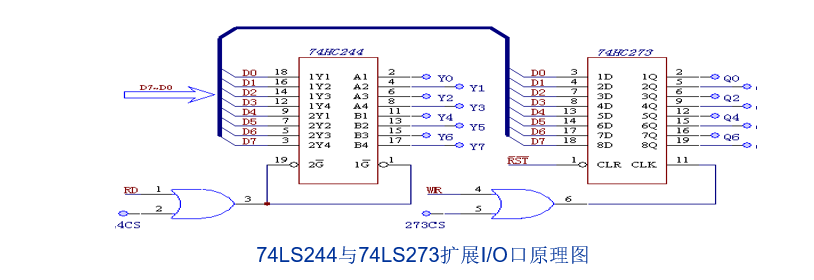 74HC244 74HC273
D7~D0
D0 18 1Y1 A1 2 Y0 D0 3 1D 1Q 2 Q0
D1 16 1Y2 A2 4 Y1 D1 4 2D 2Q 5
D2 14 1Y3 A3 6 Y2 D2 7 3D 3Q 6 Q2
D3 12 1Y4 A4 8 Y3 D3 8 4D 4Q 9
D4 9 2Y1 B1 11 Y4 D4 13 5D 5Q 12 Q4
D5 7 2Y2 B2 13 Y5 D5 14 6D 6Q 15
D6 5 2Y3 B3 15 Y6 D6 17 7D 7Q 16 Q6
D7 3 2Y4 B4 17 Y7 D7 18 8D 8Q 19
19 2G 1G 1 RST 1 CLR CLK 11
RD 1 3 WR 4 6
2 5
4CS 273CS
74LS244与74LS273扩展I/O口原理图